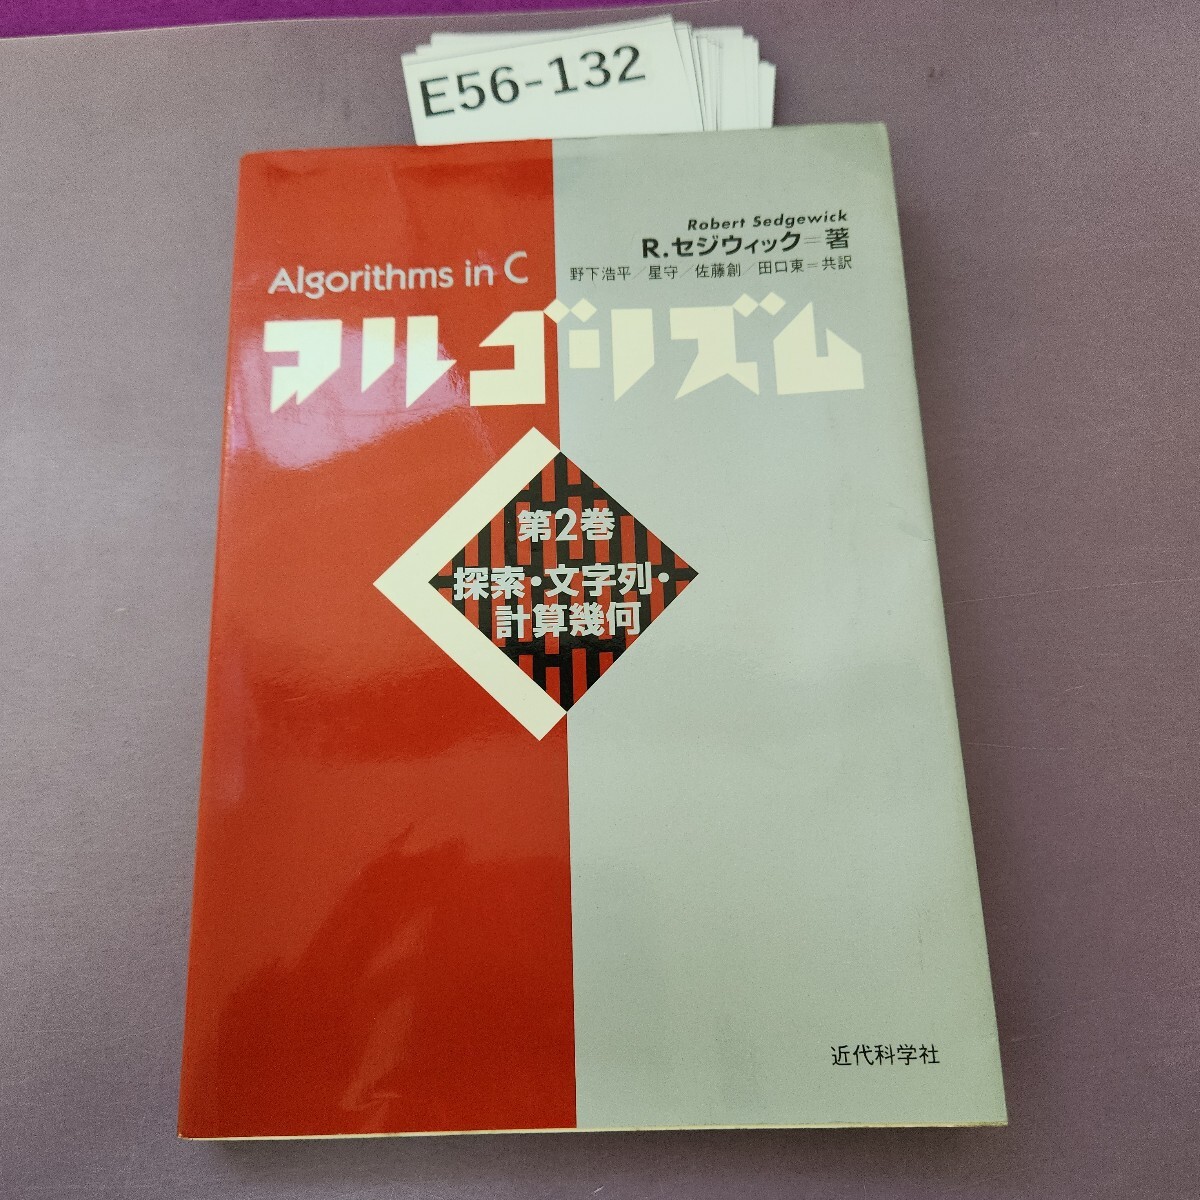 E56-132
Robert Sedgewick
R.セジウィック=著
野下浩平/星守/佐藤創/田口東=共訳
Algorithms in C
アルゴリズム
第2巻
探索・文字列・
計算幾何
近代科学社